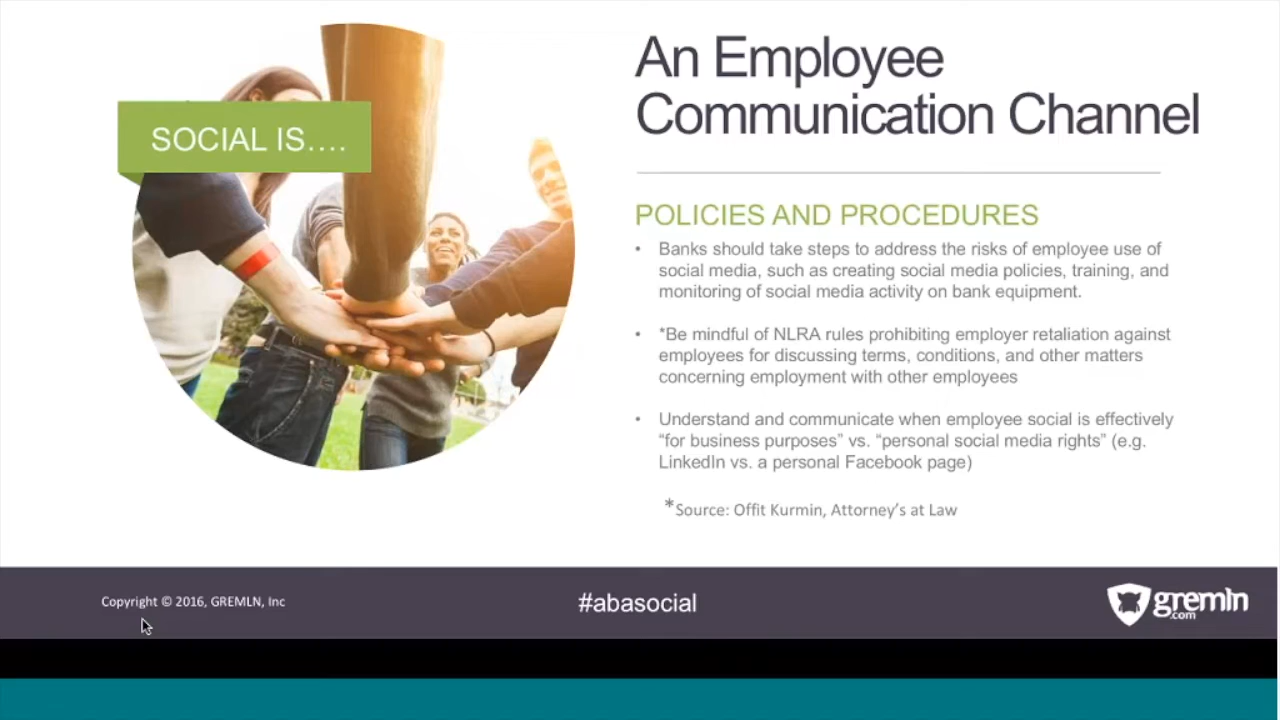 SOCIAL IS....
An Employee
Communication Channel
POLICIES AND PROCEDURES
• Banks should take steps to address the risks of employee use of
social media, such as creating social media policies, training, and
monitoring of social media activity on bank equipment.
• *Be mindful of NLRA rules prohibiting employer retaliation against
employees for discussing terms, conditions, and other matters
concerning employment with other employees
• Understand and communicate when employee social is effectively
“for business purposes” vs. “personal social media rights” (e.g.
LinkedIn vs. a personal Facebook page)
*Source: Offit Kurmin, Attorney’s at Law
Copyright © 2016, GREMLN, Inc
#abasocial
gremln
.com